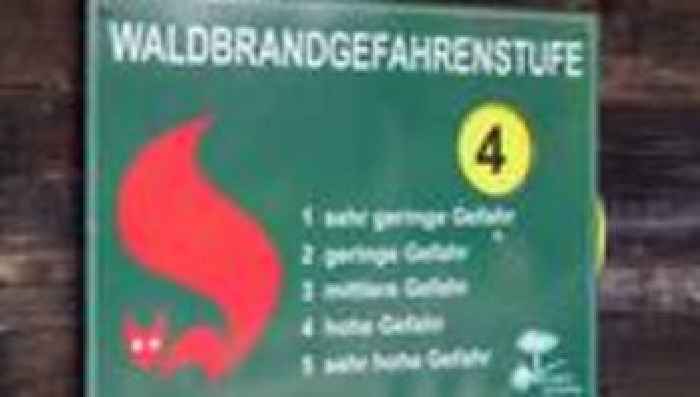 WALDBRANDGEFAHRENSTUFE
4
1 sehr geringe Gefahr
2 geringe Gefahr
3 mittlere Gefahr
4 hohe Gefahr
5 sehr hohe Gefahr